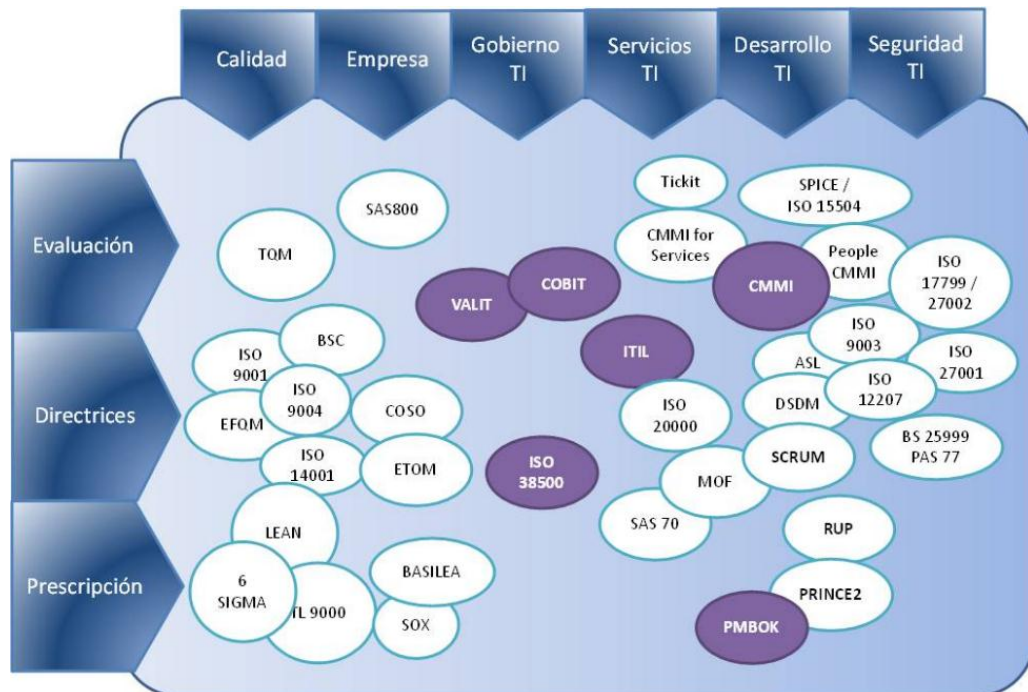 Calidad
Empresa
Gobierno
TI
Servicios
TI
Desarrollo
TI
Seguridad
TI
Evaluación
Directrices
Prescripción
Tickit
SPICE /
ISO 15504
SAS800
CMMI for
Services
People
CMMI
TQM
ISO
17799 /
27002
VALIT
COBIT
CMMI
BSC
ISO
9003
ITIL
ISO
9001
ASL
ISO
27001
ISO
9004
ISO
12207
COSO
DSDM
EFQM
ISO
20000
BS 25999
PAS 77
ISO
14001
ETOM
ISO
38500
SCRUM
MOF
SAS 70
LEAN
RUP
BASILEA
6
SIGMA
TL 9000
PRINCE2
SOX
PMBOK